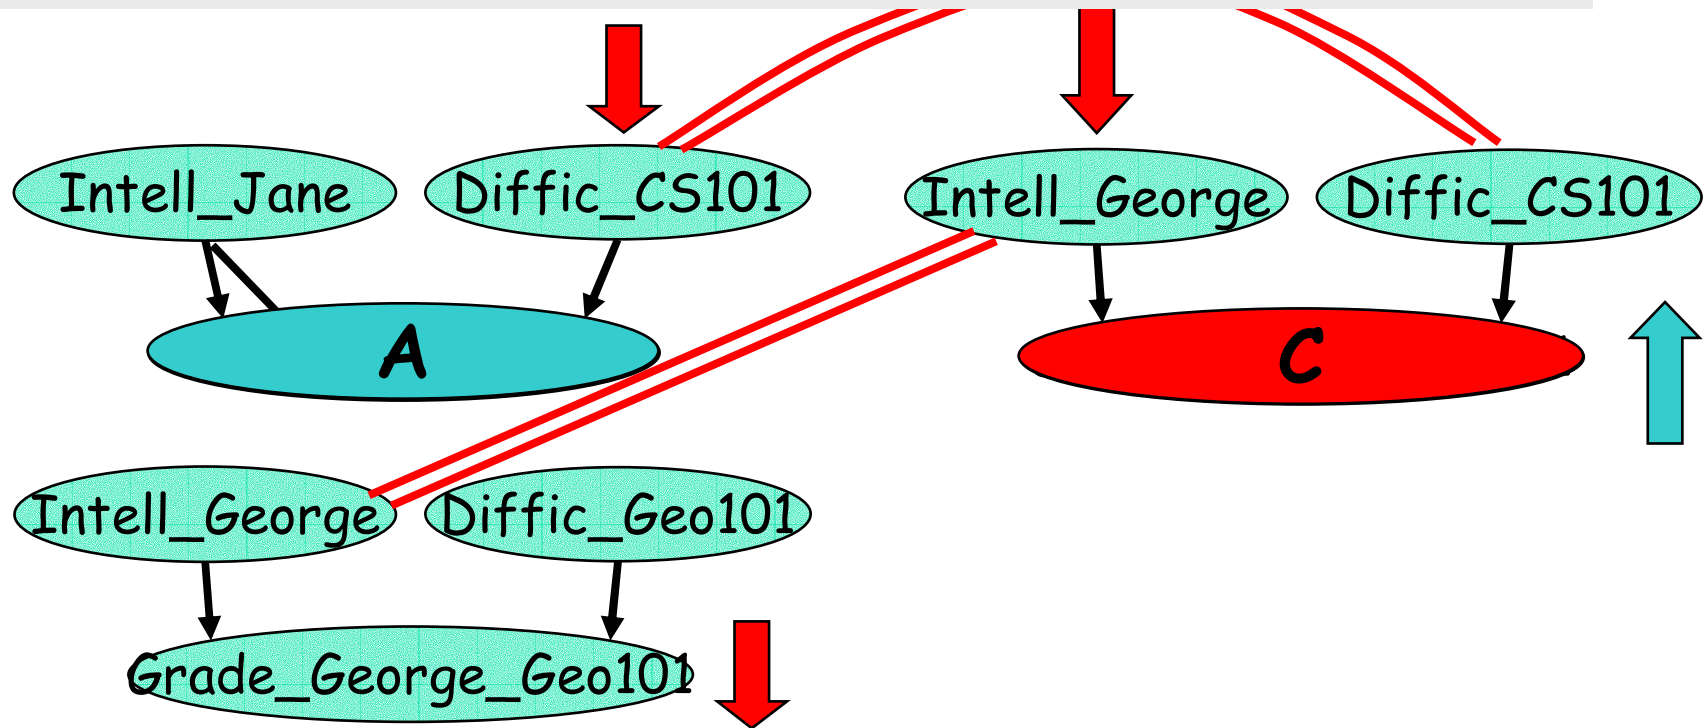 Intell_Jane Diffic_CS101 Intell_George Diffic_CS101
A C
Intell_George Diffic_Geo101
Grade_George_Geo101